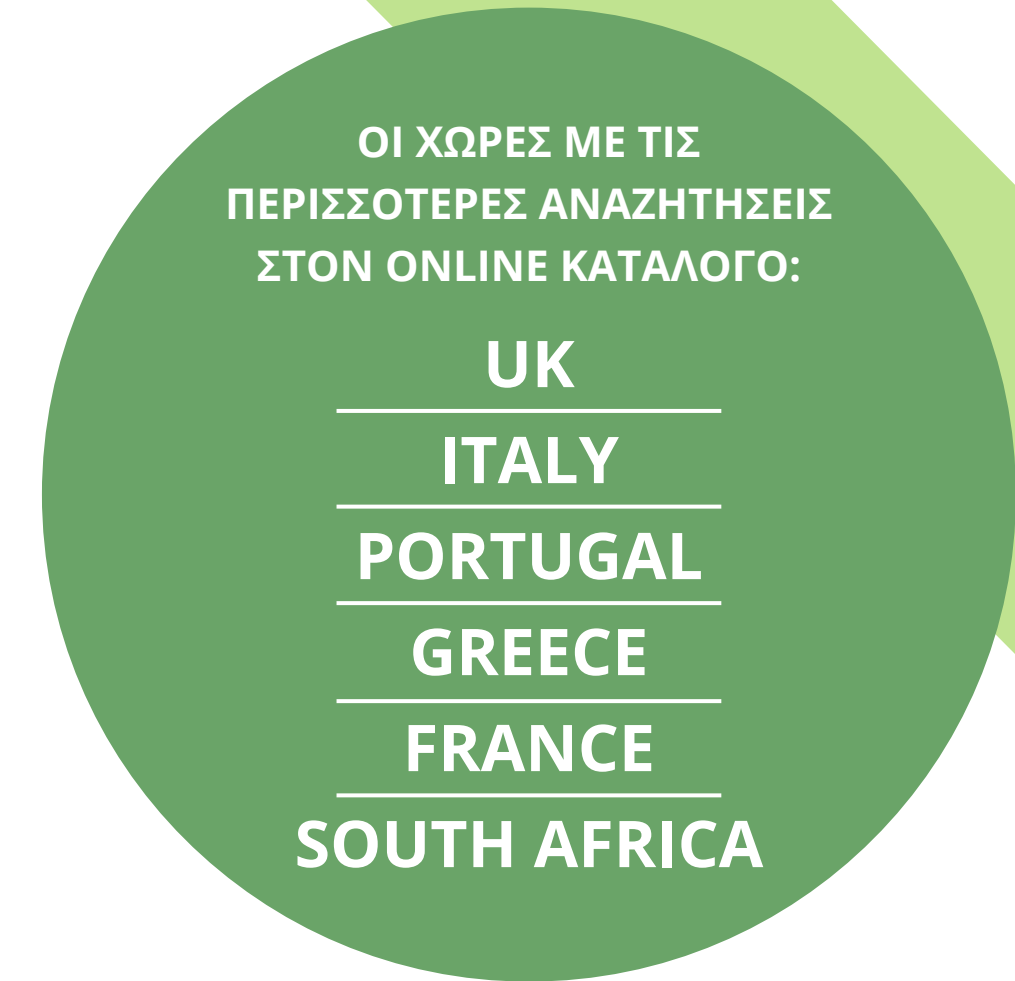 ΟΙ ΧΩΡΕΣ ΜΕ ΤΙΣ
ΠΕΡΙΣΣΟΤΕΡΕΣ ΑΝΑΖΗΤΗΣΕΙΣ
ΣΤΟΝ ONLINE ΚΑΤΑΛΟΓΟ:
UK
ITALY
PORTUGAL
GREECE
FRANCE
SOUTH AFRICA